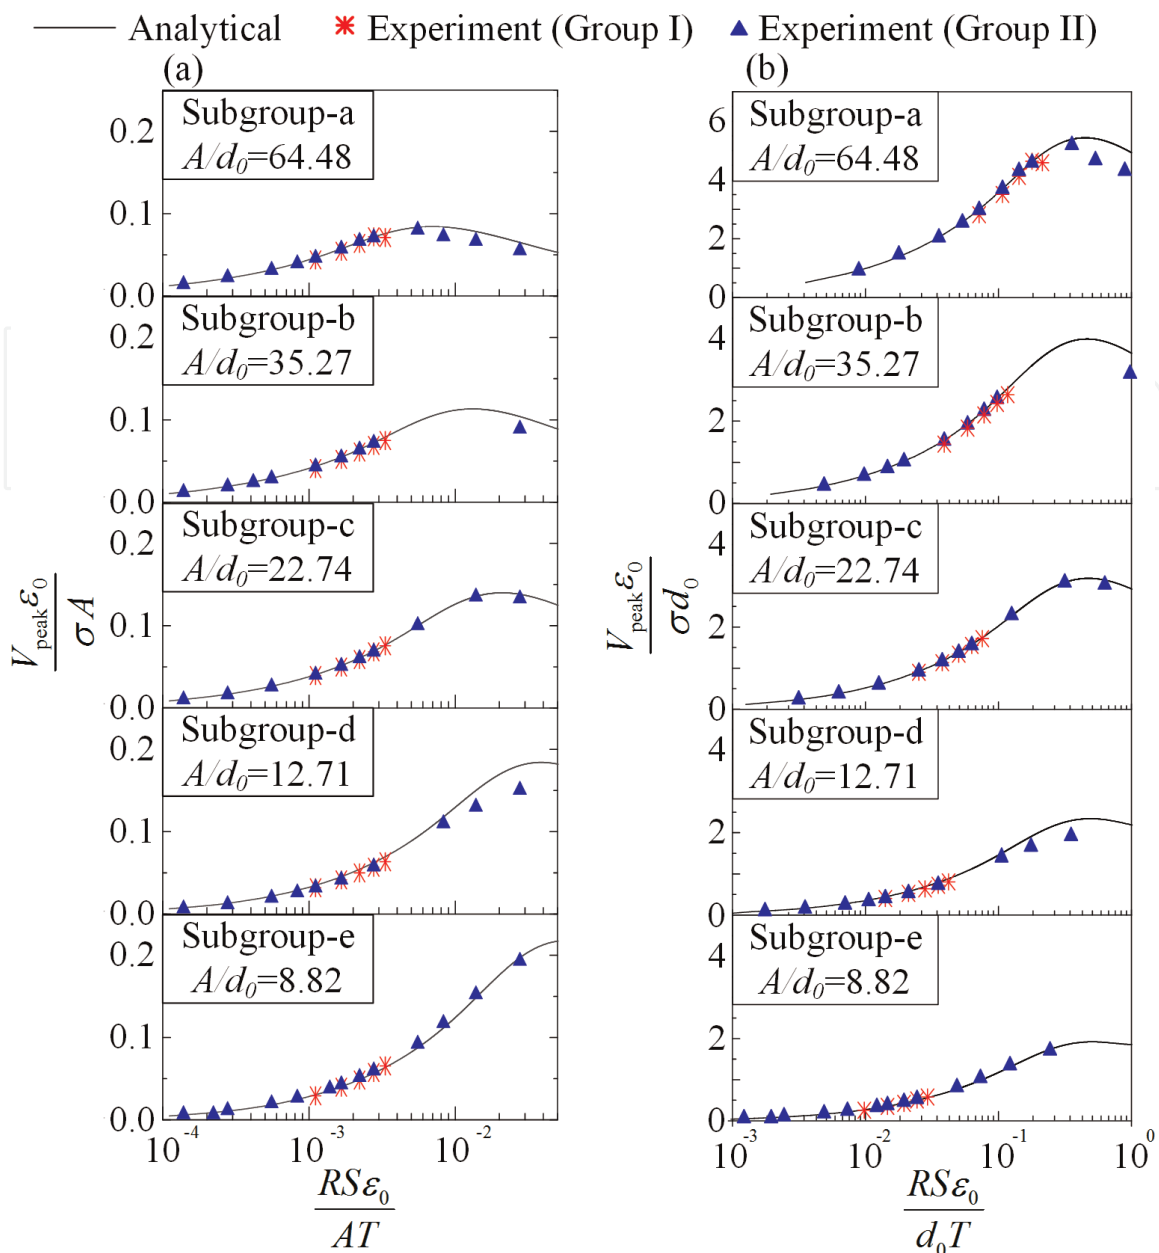 Analytical Experiment (Group I) Experiment (Group II)
(a)
Subgroup-a
A/d₀=64.48
0.2
0.1
0.0
Subgroup-b
A/d₀=35.27
0.2
0.1
0.0
Subgroup-c
A/d₀=22.74
0.2
0.1
0.0
Subgroup-d
A/d₀=12.71
0.2
0.1
0.0
Subgroup-e
A/d₀=8.82
0.2
0.1
0.0
10⁻⁴ 10⁻³ 10⁻²
V_peak ε₀
σA
RSε₀
AT
(b)
Subgroup-a
A/d₀=64.48
6
4
2
0
Subgroup-b
A/d₀=35.27
4
2
0
Subgroup-c
A/d₀=22.74
4
2
0
Subgroup-d
A/d₀=12.71
4
2
0
Subgroup-e
A/d₀=8.82
4
2
0
10⁻³ 10⁻² 10⁻¹ 10⁰
V_peak ε₀
σd₀
RSε₀
d₀T